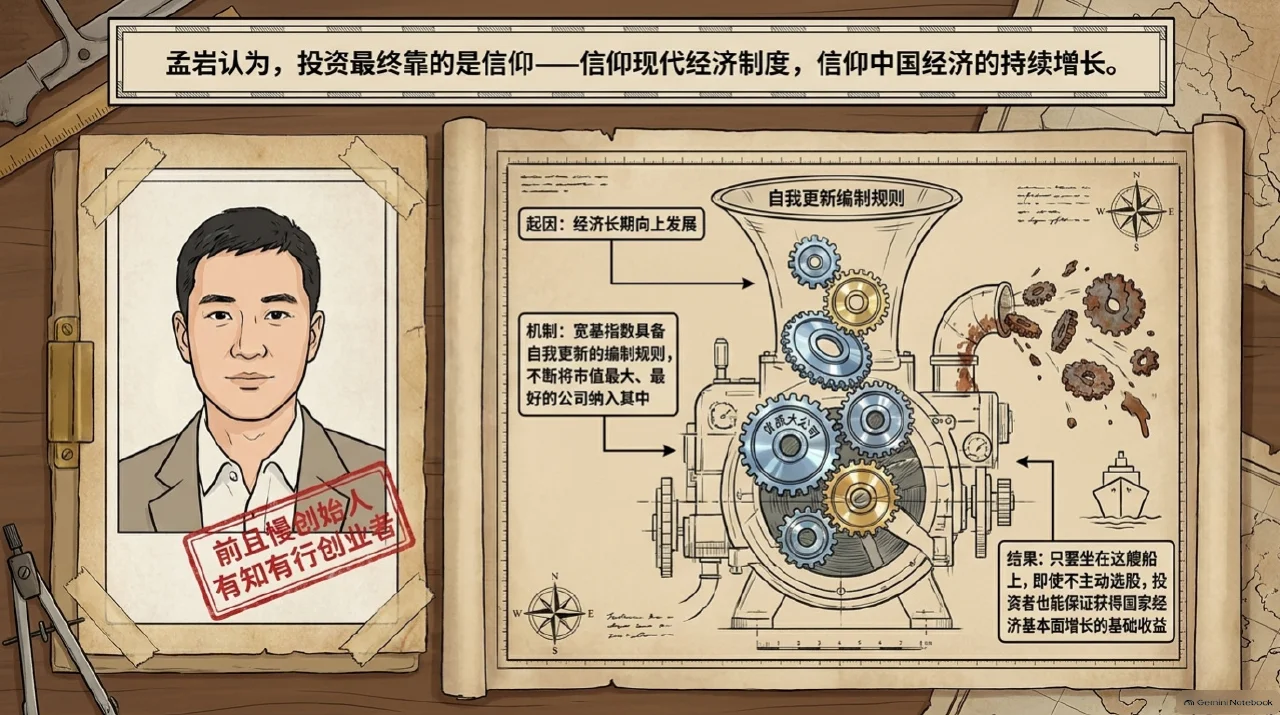 孟岩认为，投资最终靠的是信仰——信仰现代经济制度，信仰中国经济的持续增长。
前且慢创始人
有知有行创业者
自我更新编制规则
起因：经济长期向上发展
机制：宽基指数具备
自我更新的编制规则，
不断将市值最大、最
好的公司纳入其中
结果：只要坐在这艘船
上，即使不主动选股，投
资者也能保证获得国家经
济基本面增长的基础收益
N
W
E
N
W
E
S
Gemini Notebook